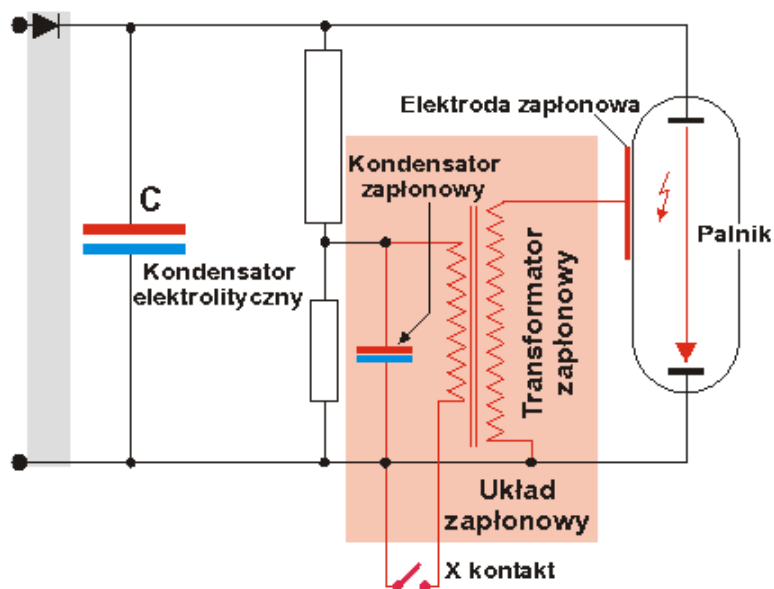 Elektroda zapłonowa
Kondensator
zapłonowy
C
Kondensator
elektrolityczny
Palnik
Transformator
zapłonowy
Układ
zapłonowy
X kontakt